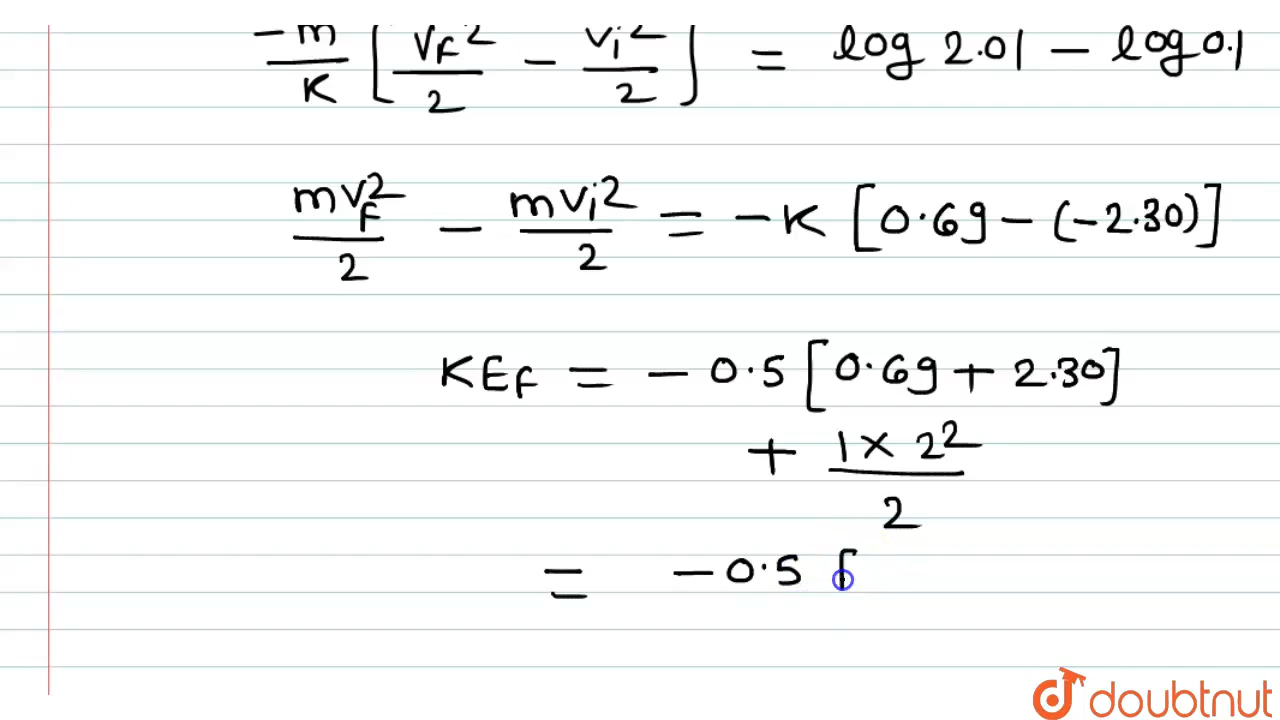 -m/K [VF²/2 - Vi²/2] = log 2.01 - log 0.1
mVF²/2 - mVi²/2 = -K [0.69 - (-2.30)]
KEF = - 0.5 [0.69 + 2.30]
+ 1 × 2²/2
= - 0.5 [
doubtnut